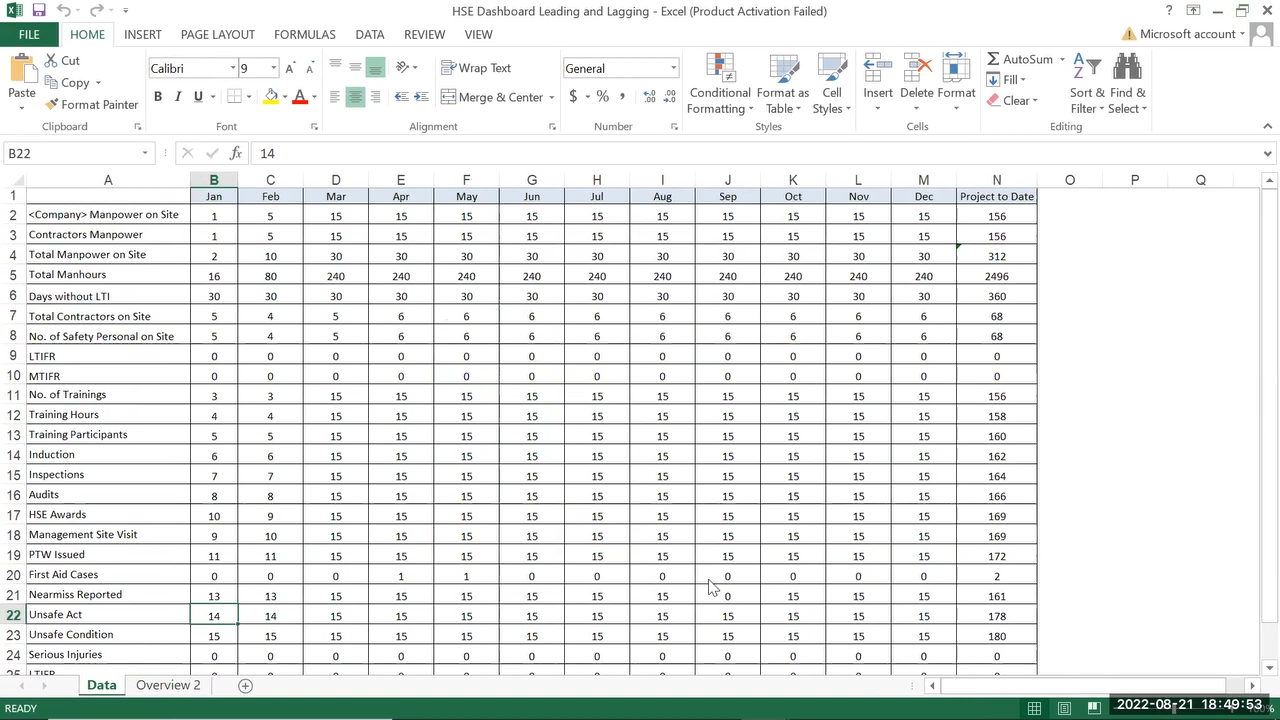 HSE Dashboard Leading and Lagging - Excel (Product Activation Failed)
FILE HOME INSERT PAGE LAYOUT FORMULAS DATA REVIEW VIEW Microsoft account
Paste Cut Copy Format Painter
Calibri 9
Wrap Text Merge & Center
General
Conditional Formatting Format as Table Cell Styles
Insert Delete Format
AutoSum Fill Clear Sort & Filter Find & Select
Clipboard Font Alignment Number Styles Cells Editing
B22 14
A B C D E F G H I J K L M N O P Q
1 Jan Feb Mar Apr May Jun Jul Aug Sep Oct Nov Dec Project to Date
2 <Company> Manpower on Site 1 5 15 15 15 15 15 15 15 15 15 15 156
3 Contractors Manpower 1 5 15 15 15 15 15 15 15 15 15 15 156
4 Total Manpower on Site 2 10 30 30 30 30 30 30 30 30 30 30 312
5 Total Manhours 16 80 240 240 240 240 240 240 240 240 240 240 2496
6 Days without LTI 30 30 30 30 30 30 30 30 30 30 30 30 360
7 Total Contractors on Site 5 4 5 6 6 6 6 6 6 6 6 6 68
8 No. of Safety Personal on Site 5 4 5 6 6 6 6 6 6 6 6 6 68
9 LTIFR 0 0 0 0 0 0 0 0 0 0 0 0 0
10 MTIFR 0 0 0 0 0 0 0 0 0 0 0 0 0
11 No. of Trainings 3 3 15 15 15 15 15 15 15 15 15 15 156
12 Training Hours 4 4 15 15 15 15 15 15 15 15 15 15 158
13 Training Participants 5 5 15 15 15 15 15 15 15 15 15 15 160
14 Induction 6 6 15 15 15 15 15 15 15 15 15 15 162
15 Inspections 7 7 15 15 15 15 15 15 15 15 15 15 164
16 Audits 8 8 15 15 15 15 15 15 15 15 15 15 166
17 HSE Awards 10 9 15 15 15 15 15 15 15 15 15 15 169
18 Management Site Visit 9 10 15 15 15 15 15 15 15 15 15 15 169
19 PTW Issued 11 11 15 15 15 15 15 15 15 15 15 15 172
20 First Aid Cases 0 0 0 1 1 0 0 0 0 0 0 0 2
21 Nearmiss Reported 13 13 15 15 15 15 15 15 0 15 15 15 161
22 Unsafe Act 14 14 15 15 15 15 15 15 15 15 15 15 178
23 Unsafe Condition 15 15 15 15 15 15 15 15 15 15 15 15 180
24 Serious Injuries 0 0 0 0 0 0 0 0 0 0 0 0 0
Data Overview 2
READY 2022-08-21 18:49:53